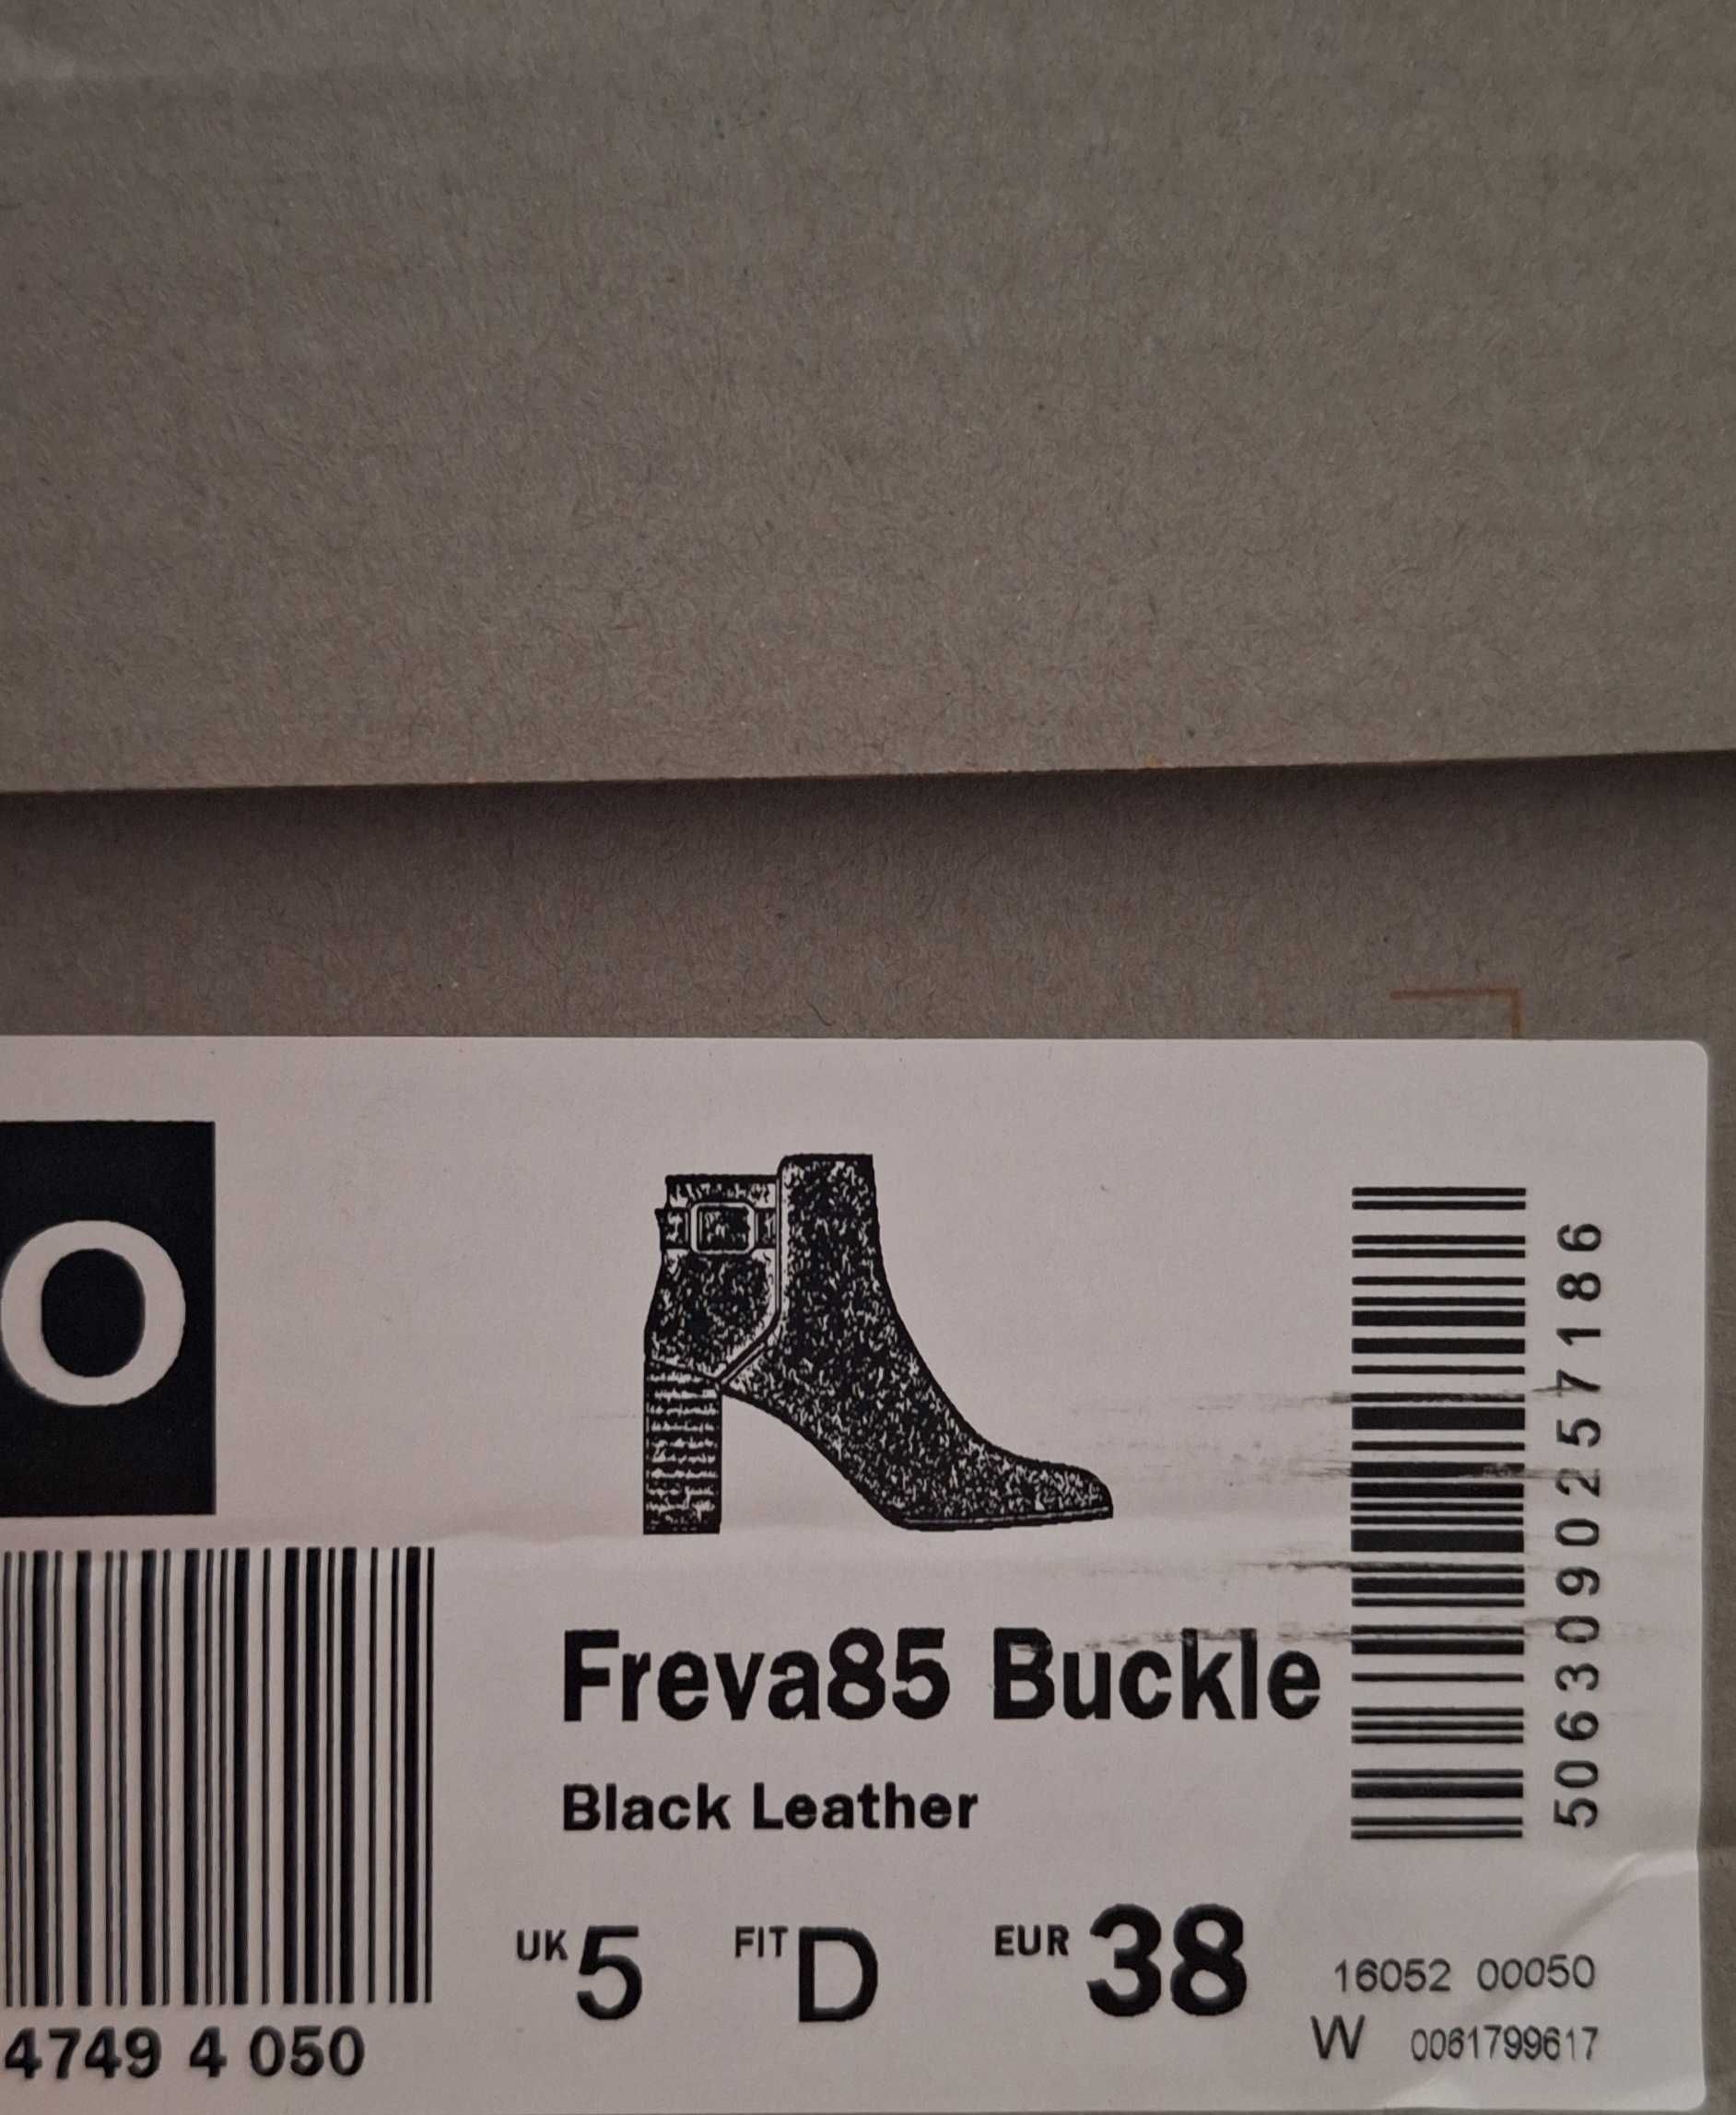 O
5063090257186
Freva85 Buckle
Black Leather
UK 5 FIT D EUR 38
16052 00050
W 0061799617
4749 4 050